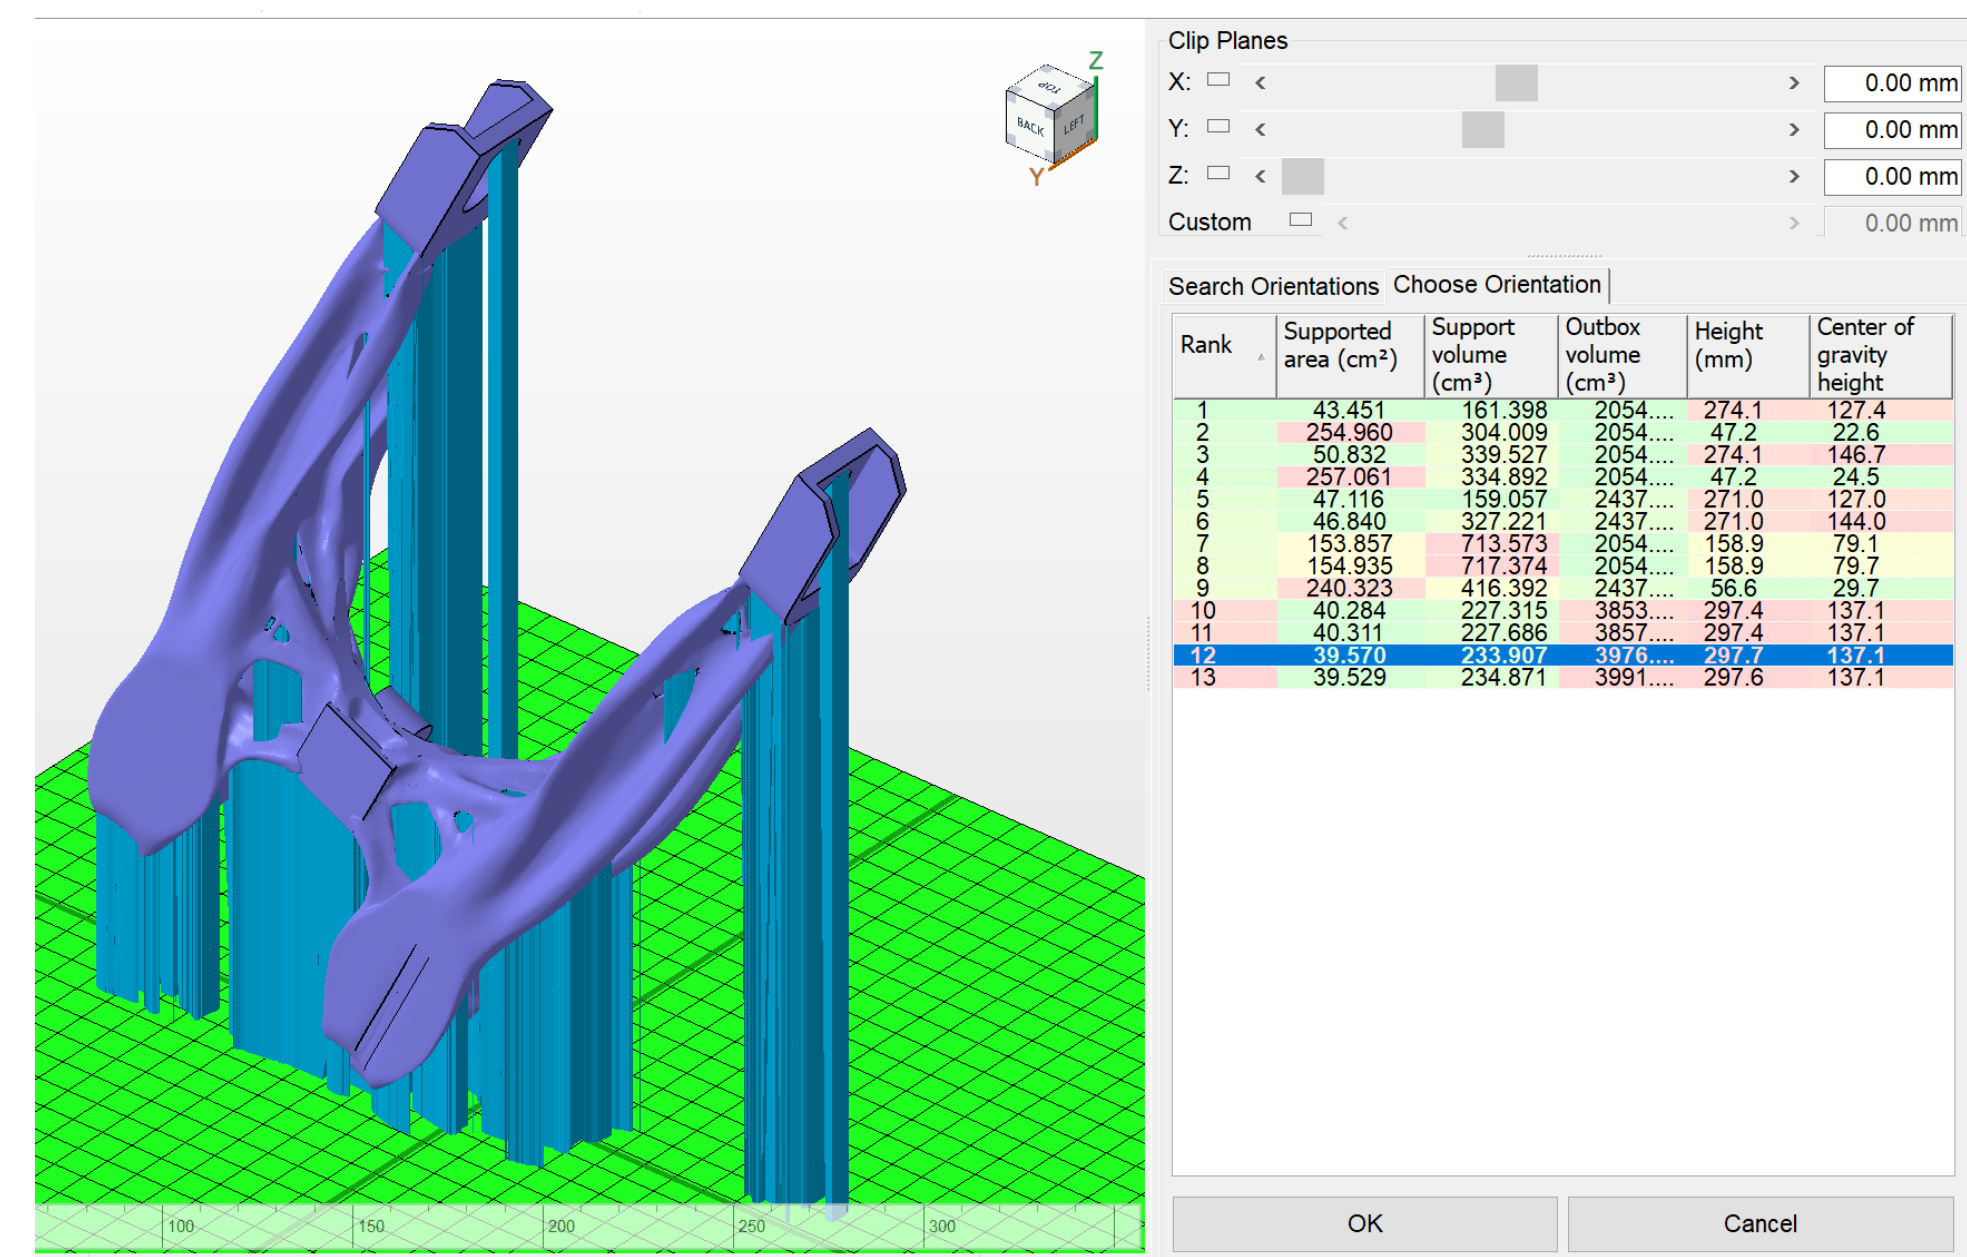 Z
TOP
BACK
LEFT
Y
100
150
200
250
300
Clip Planes
X: < > 0.00 mm
Y: < > 0.00 mm
Z: < > 0.00 mm
Custom < > 0.00 mm
Search Orientations Choose Orientation
Rank Supported area (cm²) Support volume (cm³) Outbox volume (cm³) Height (mm) Center of gravity height
1 43.451 161.398 2054.... 274.1 127.4
2 254.960 304.009 2054.... 47.2 22.6
3 50.832 339.527 2054.... 274.1 146.7
4 257.061 334.892 2054.... 47.2 24.5
5 47.116 159.057 2437.... 271.0 127.0
6 46.840 327.221 2437.... 271.0 144.0
7 153.857 713.573 2054.... 158.9 79.1
8 154.935 717.374 2054.... 158.9 79.7
9 240.323 416.392 2437.... 56.6 29.7
10 40.284 227.315 3853.... 297.4 137.1
11 40.311 227.686 3857.... 297.4 137.1
12 39.570 233.907 3976.... 297.7 137.1
13 39.529 234.871 3991.... 297.6 137.1
OK Cancel